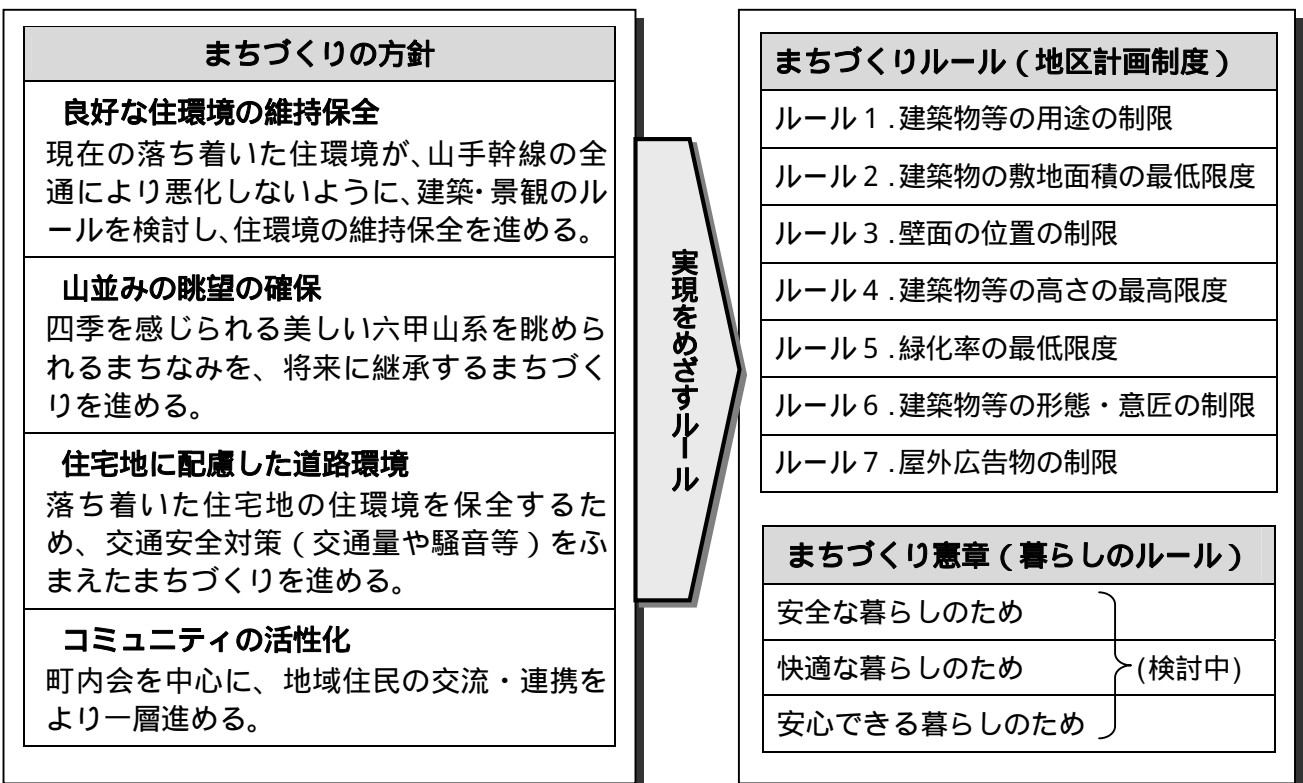 まちづくりの方針
良好な住環境の維持保全
現在の落ち着いた住環境が、山手幹線の全
通により悪化しないように、建築・景観のル
ールを検討し、住環境の維持保全を進める。
山並みの眺望の確保
四季を感じられる美しい六甲山系を眺めら
れるまちなみを、将来に継承するまちづく
りを進める。
住宅地に配慮した道路環境
落ち着いた住宅地の住環境を保全するた
め、交通安全対策（交通量や騒音等）をふ
まえたまちづくりを進める。
コミュニティの活性化
町内会を中心に、地域住民の交流・連携を
より一層進める。
実現をめざすルール
まちづくりルール（地区計画制度）
ルール１.建築物等の用途の制限
ルール２.建築物の敷地面積の最低限度
ルール３.壁面の位置の制限
ルール４.建築物等の高さの最高限度
ルール５.緑化率の最低限度
ルール６.建築物等の形態・意匠の制限
ルール７.屋外広告物の制限
まちづくり憲章（暮らしのルール）
安全な暮らしのため
快適な暮らしのため
安心できる暮らしのため
(検討中)